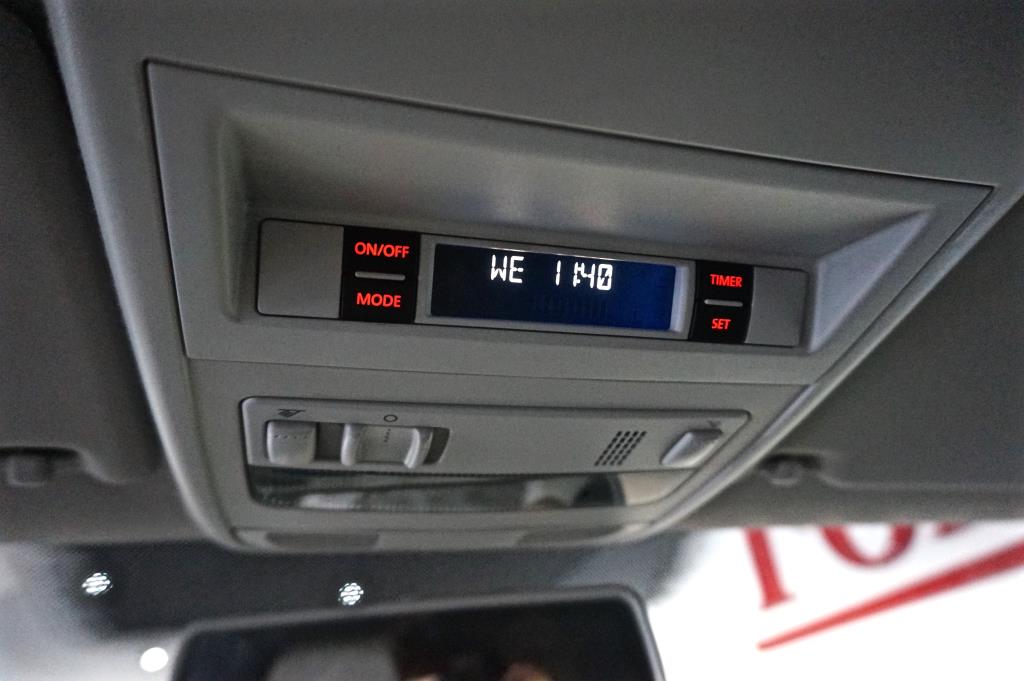 ON/OFF
MODE
WE 11:40
TIMER
SET